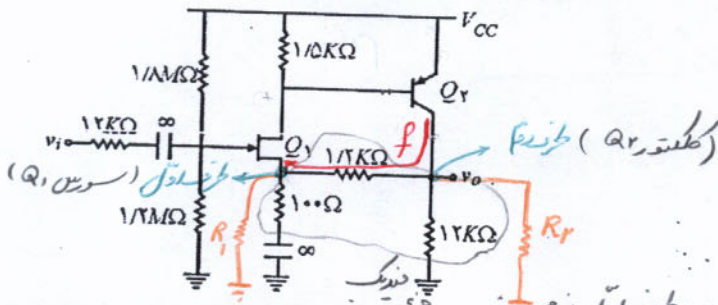 V_CC
۱/۵KΩ
۱/۸MΩ
Q۲
۱۲KΩ
∞
v_i
Q۱
f
طرف دوم (کلکتور Q۲)
۱/۲KΩ
v_o
طرف اول (سورس Q۱)
۱۰۰Ω
R۱
R۲
۱/۲MΩ
∞
۱۲KΩ
فیدبک